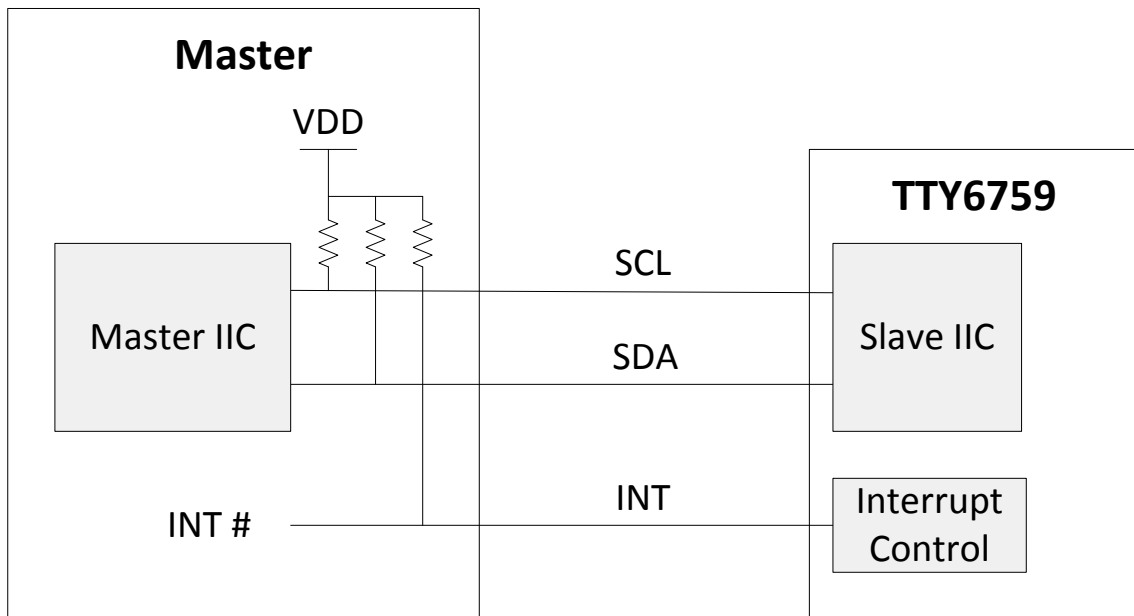 Master
VDD
TTY6759
SCL
Master IIC
Slave IIC
SDA
INT
INT #
Interrupt
Control